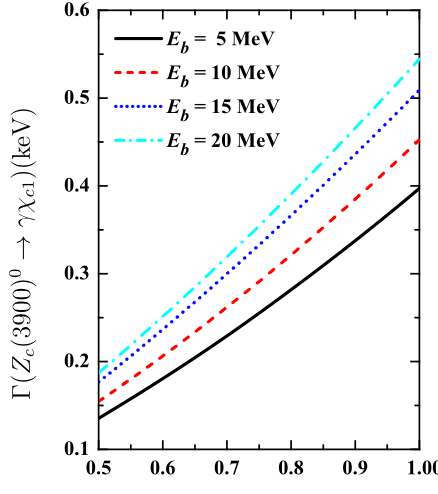 0.6
0.5
0.4
0.3
0.2
0.1
Γ(Z_c(3900)^0 → γχ_{c1})(keV)
E_b = 5 MeV
E_b = 10 MeV
E_b = 15 MeV
E_b = 20 MeV
0.5 0.6 0.7 0.8 0.9 1.00